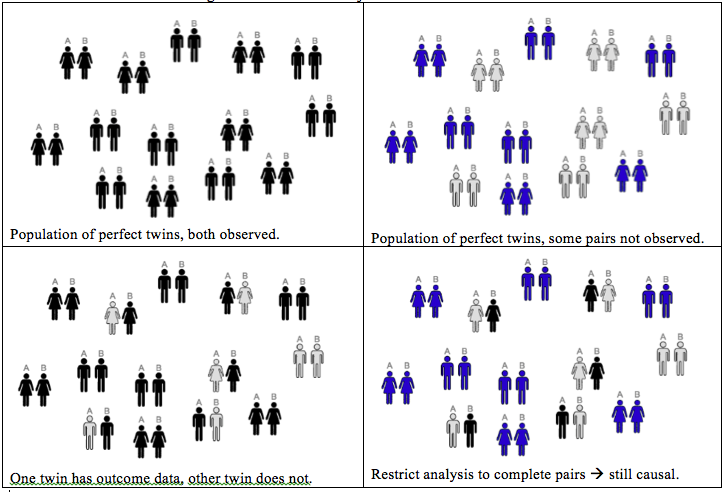 A B
A B
A B
A B
A B
A B
A B
A B
A B
A B
A B
A B
A B
A B
Population of perfect twins, both observed.
A B
A B
A B
A B
A B
A B
A B
A B
A B
A B
A B
A B
A B
A B
Population of perfect twins, some pairs not observed.
A B
A B
A B
A B
A B
A B
A B
A B
A B
A B
A B
A B
A B
A B
One twin has outcome data, other twin does not.
A B
A B
A B
A B
A B
A B
A B
A B
A B
A B
A B
A B
A B
A B
Restrict analysis to complete pairs → still causal.